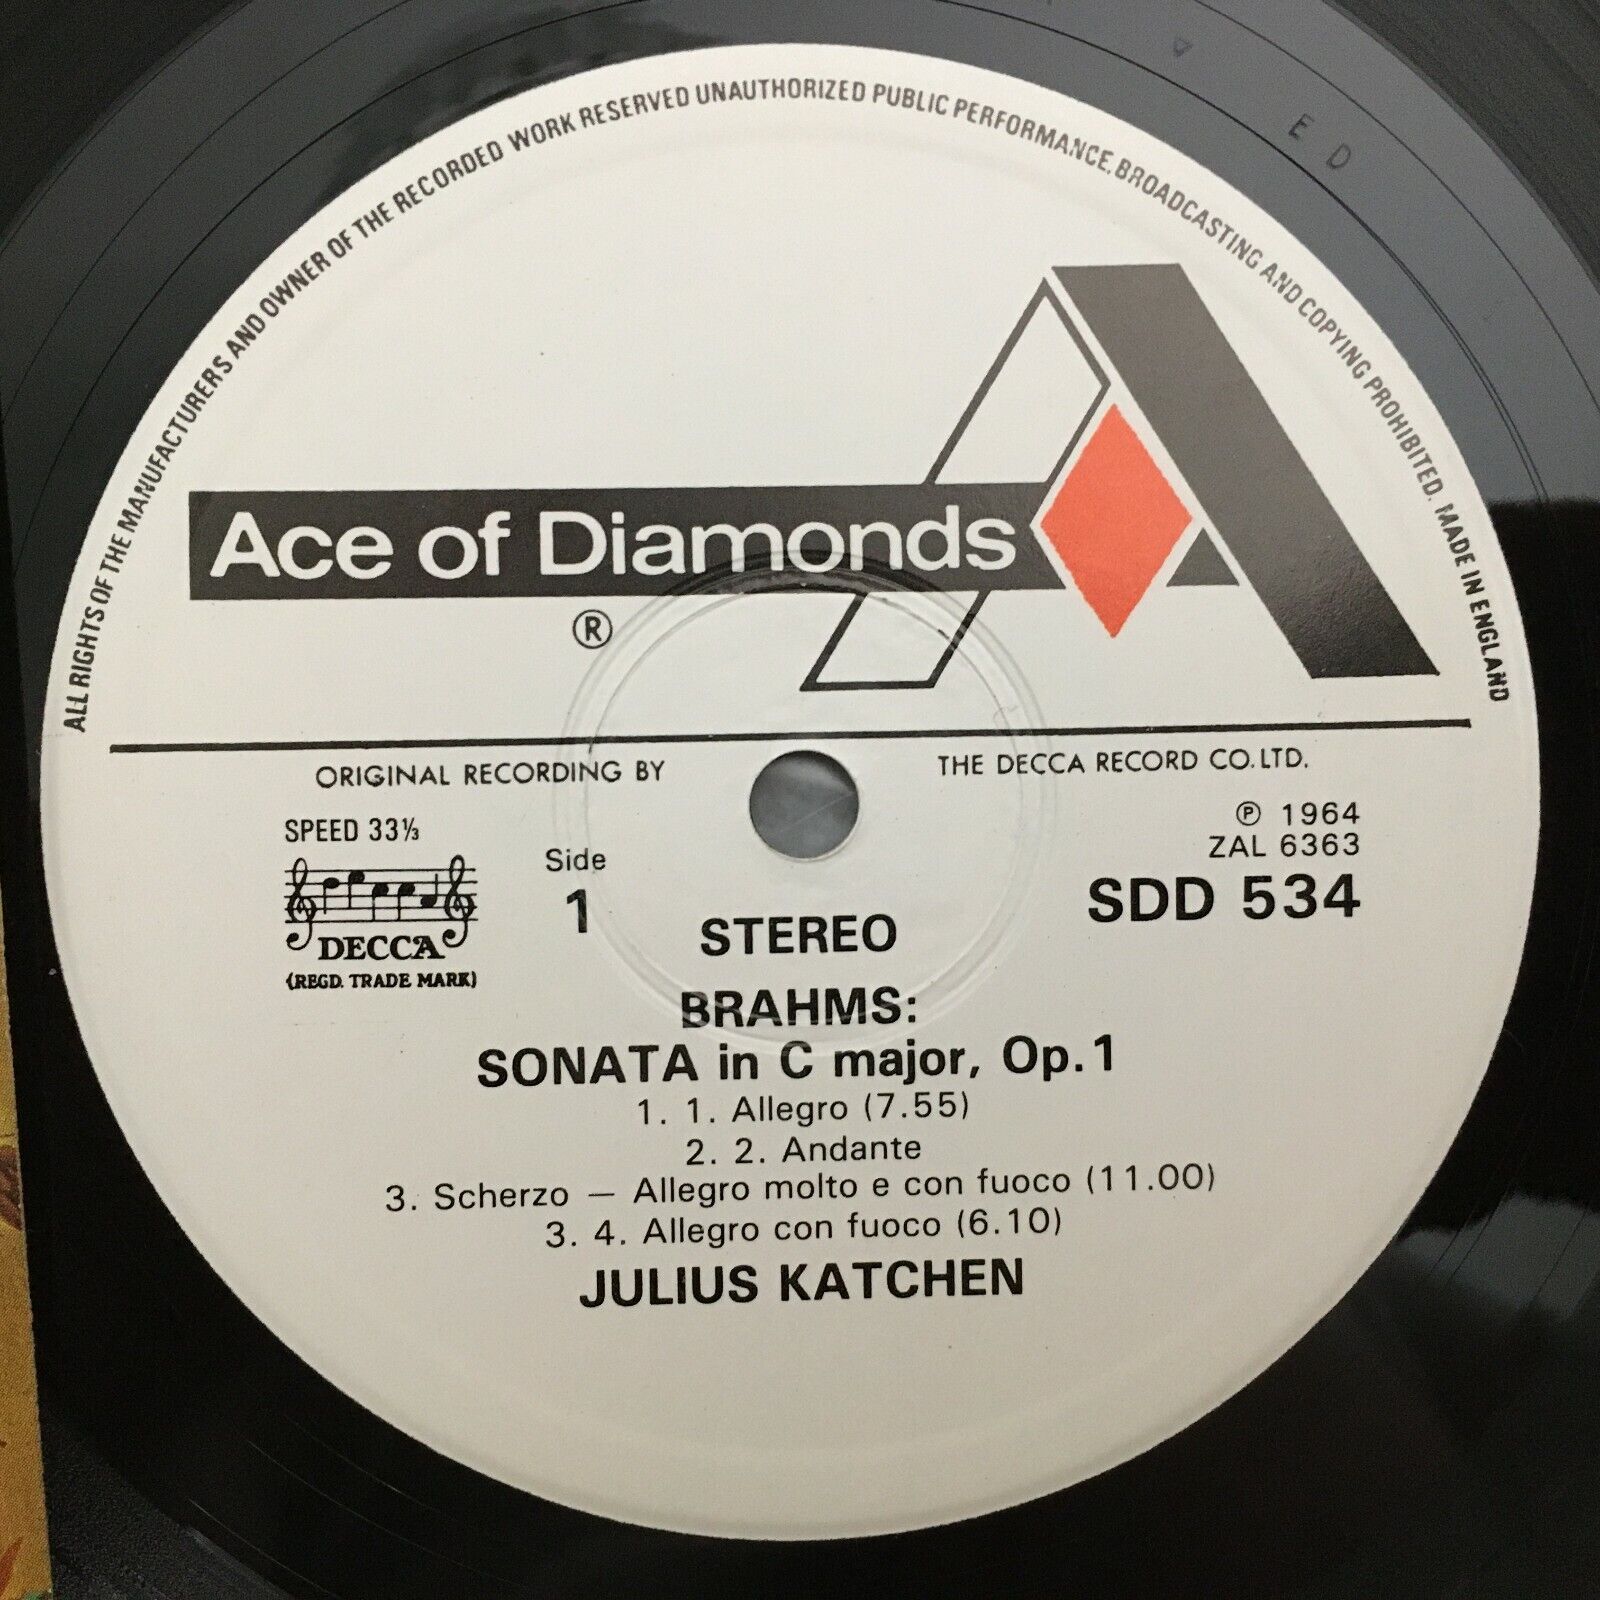 ALL RIGHTS OF THE MANUFACTURERS AND OWNER OF THE RECORDED WORK RESERVED UNAUTHORIZED PUBLIC PERFORMANCE, BROADCASTING AND COPYING PROHIBITED. MADE IN ENGLAND
E D
Ace of Diamonds
®
ORIGINAL RECORDING BY THE DECCA RECORD CO. LTD.
SPEED 33⅓
DECCA
(REGD. TRADE MARK)
Side
1
STEREO
℗ 1964
ZAL 6363
SDD 534
BRAHMS:
SONATA in C major, Op. 1
1. 1. Allegro (7.55)
2. 2. Andante
3. Scherzo — Allegro molto e con fuoco (11.00)
3. 4. Allegro con fuoco (6.10)
JULIUS KATCHEN